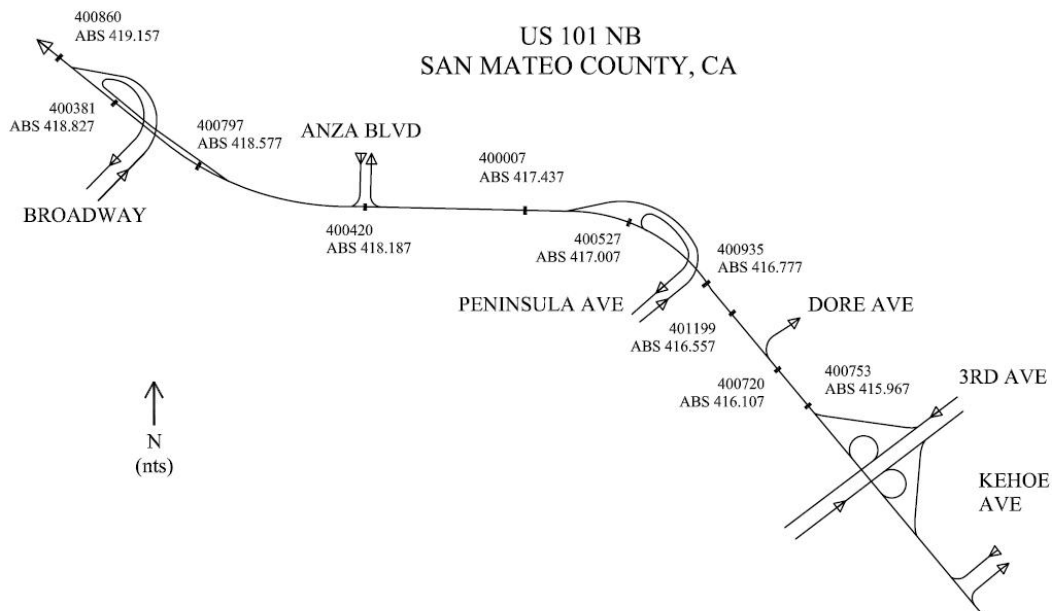 400860
ABS 419.157
US 101 NB
SAN MATEO COUNTY, CA
400381
ABS 418.827
400797
ABS 418.577
ANZA BLVD
400007
ABS 417.437
BROADWAY
400420
ABS 418.187
400527
ABS 417.007
400935
ABS 416.777
PENINSULA AVE
DORE AVE
401199
ABS 416.557
400720
ABS 416.107
400753
ABS 415.967
3RD AVE
N
(nts)
KEHOE
AVE